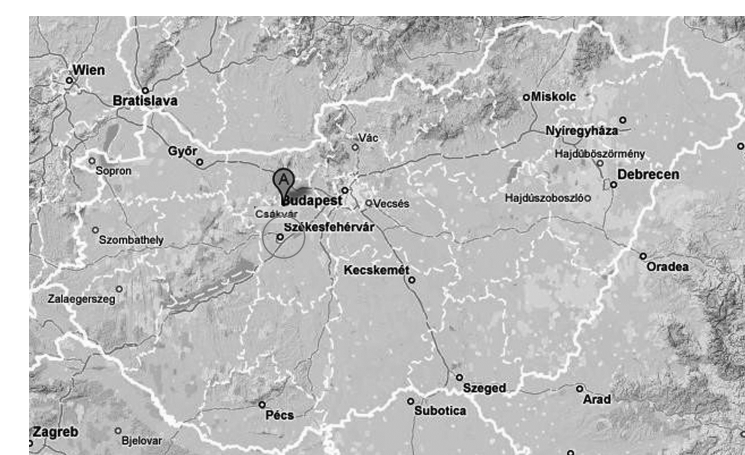 Wien
Bratislava
Miskolc
Nyíregyháza
Vác
Győr
Hajdúböszörmény
Sopron
A
Debrecen
Budapest
Vecsés
Hajdúszoboszló
Csákvár
Székesfehérvár
Szombathely
Kecskemét
Oradea
Zalaegerszeg
Szeged
Arad
Pécs
Subotica
Zagreb
Bjelovar